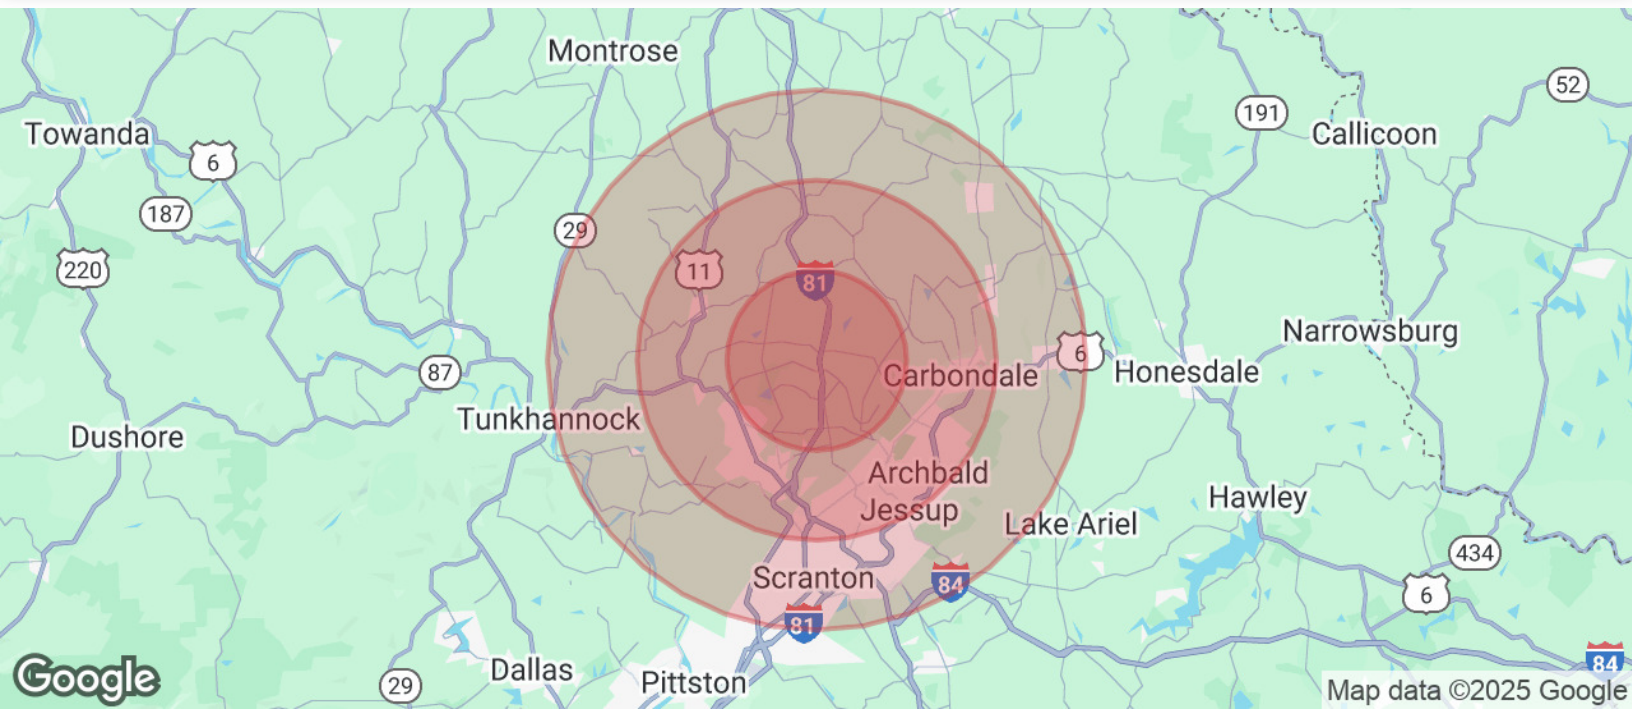 Montrose
52
191
Towanda
Callicoon
6
187
29
220
11
81
Narrowsburg
6
87
Carbondale
Honesdale
Tunkhannock
Dushore
Archbald
Hawley
Jessup
Lake Ariel
434
Scranton
84
6
81
84
Dallas
Pittston
29
Google
Map data ©2025 Google